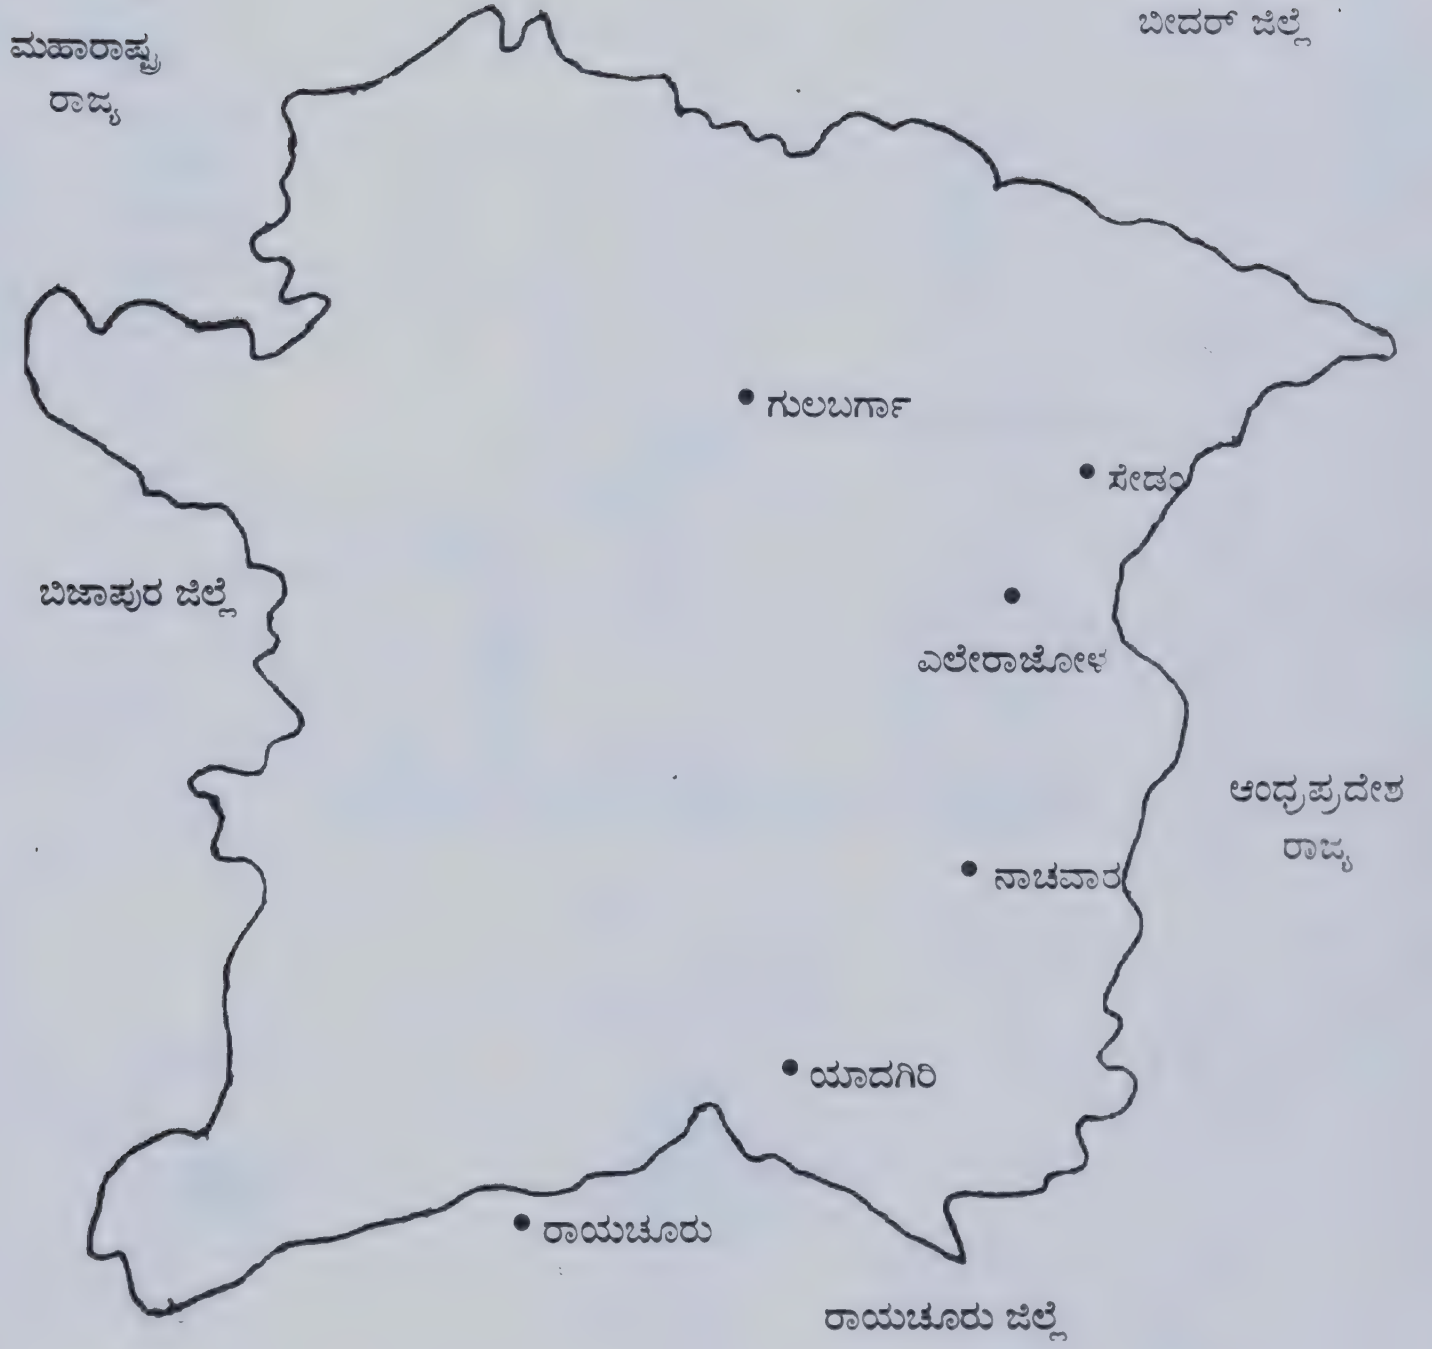 ಬೀದರ್ ಜಿಲ್ಲೆ
ಮಹಾರಾಷ್ಟ್ರ
ರಾಜ್ಯ
ಗುಲಬರ್ಗಾ
ಸೇಡಂ
ಬಿಜಾಪುರ ಜಿಲ್ಲೆ
ಎಲೇರಾಜೋಳ
ಆಂಧ್ರಪ್ರದೇಶ
ರಾಜ್ಯ
ನಾಚವಾರ
ಯಾದಗಿರಿ
ರಾಯಚೂರು
ರಾಯಚೂರು ಜಿಲ್ಲೆ